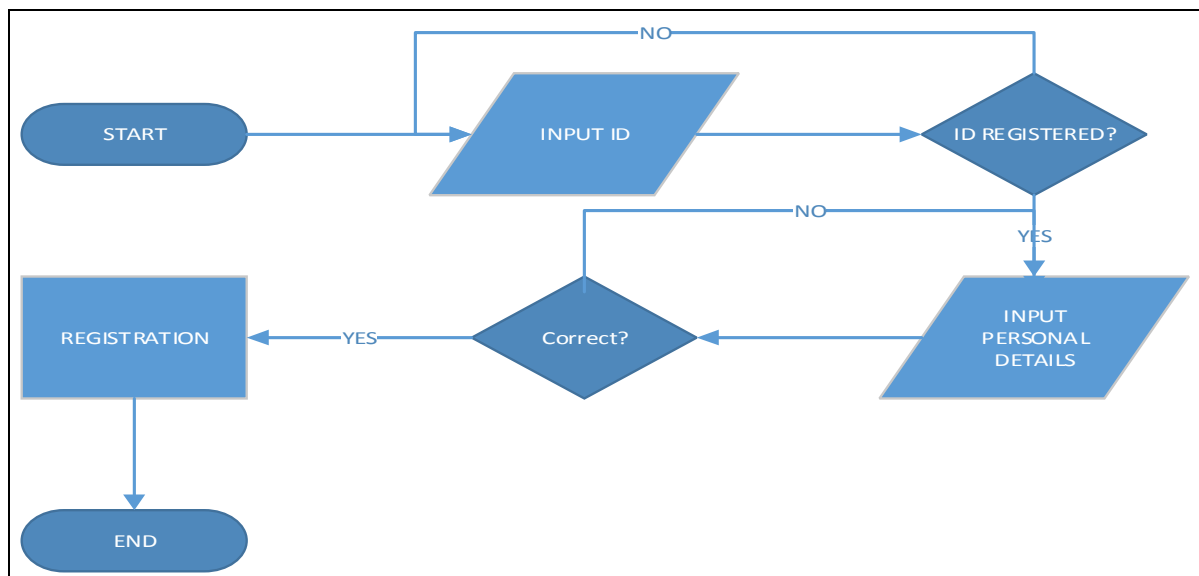 NO
START
INPUT ID
ID REGISTERED?
NO
YES
REGISTRATION
YES
Correct?
INPUT
PERSONAL
DETAILS
END